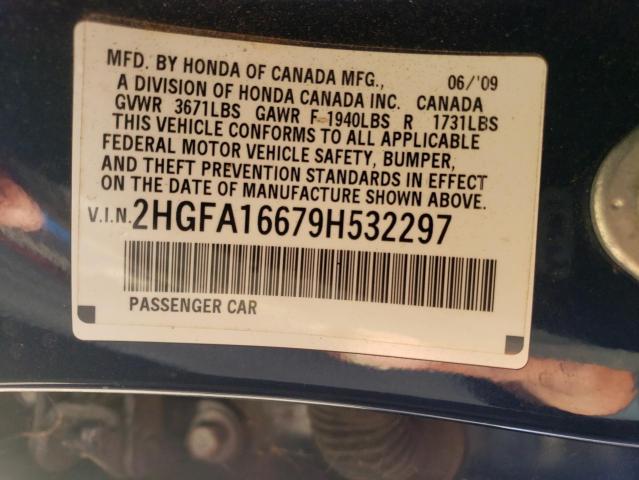 MFD. BY HONDA OF CANADA MFG., 06/'09
A DIVISION OF HONDA CANADA INC. CANADA
GVWR 3671LBS GAWR F 1940LBS R 1731LBS
THIS VEHICLE CONFORMS TO ALL APPLICABLE
FEDERAL MOTOR VEHICLE SAFETY, BUMPER,
AND THEFT PREVENTION STANDARDS IN EFFECT
ON THE DATE OF MANUFACTURE SHOWN ABOVE.
V.I.N. 2HGFA16679H532297
PASSENGER CAR